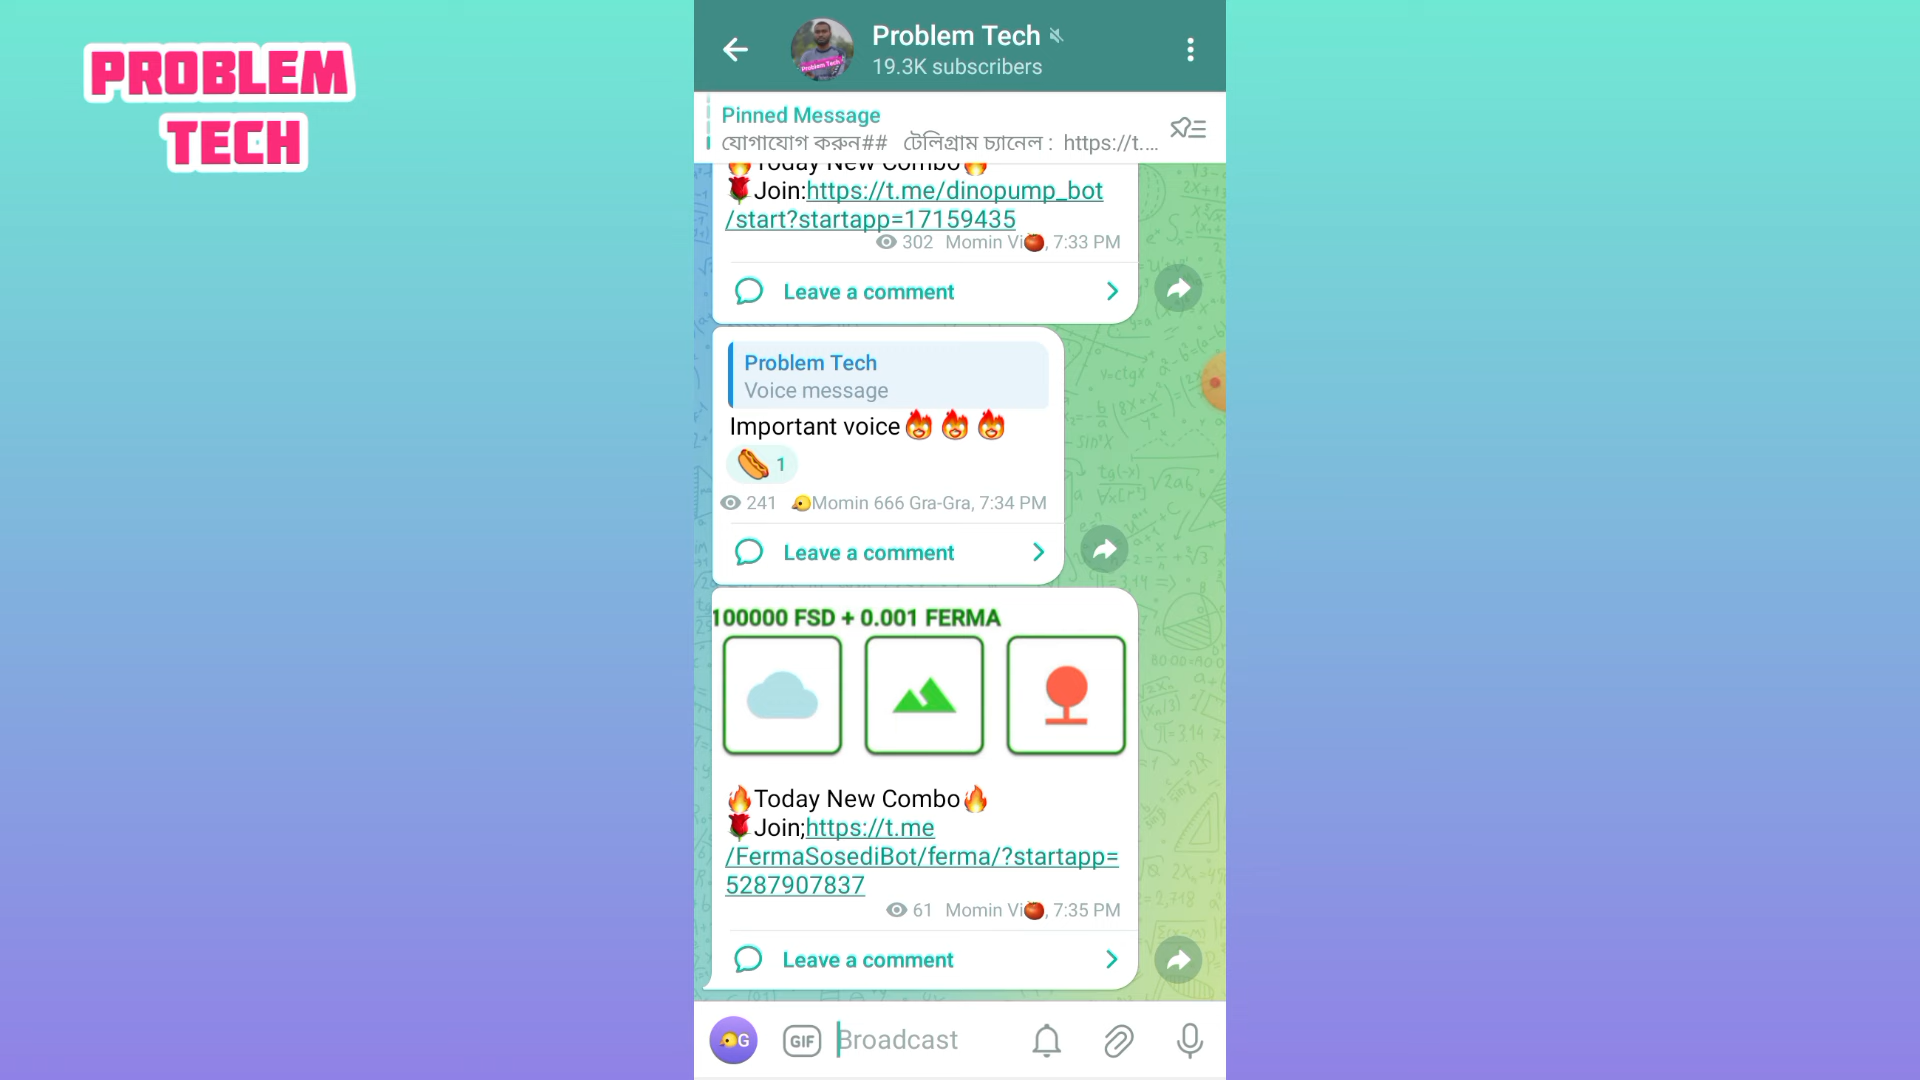 PROBLEM
TECH
Problem Tech
19.3K subscribers
Pinned Message
যোগাযোগ করুন## টেলিগ্রাম চ্যানেল : https://t....
Today New Combo
Join:https://t.me/dinopump_bot
/start?startapp=17159435
302 Momin Vi, 7:33 PM
Leave a comment
Problem Tech
Voice message
Important voice
1
241 Momin 666 Gra-Gra, 7:34 PM
Leave a comment
100000 FSD + 0.001 FERMA
Today New Combo
Join;https://t.me
/FermaSosediBot/ferma/?startapp=
5287907837
61 Momin Vi, 7:35 PM
Leave a comment
G
GIF
Broadcast